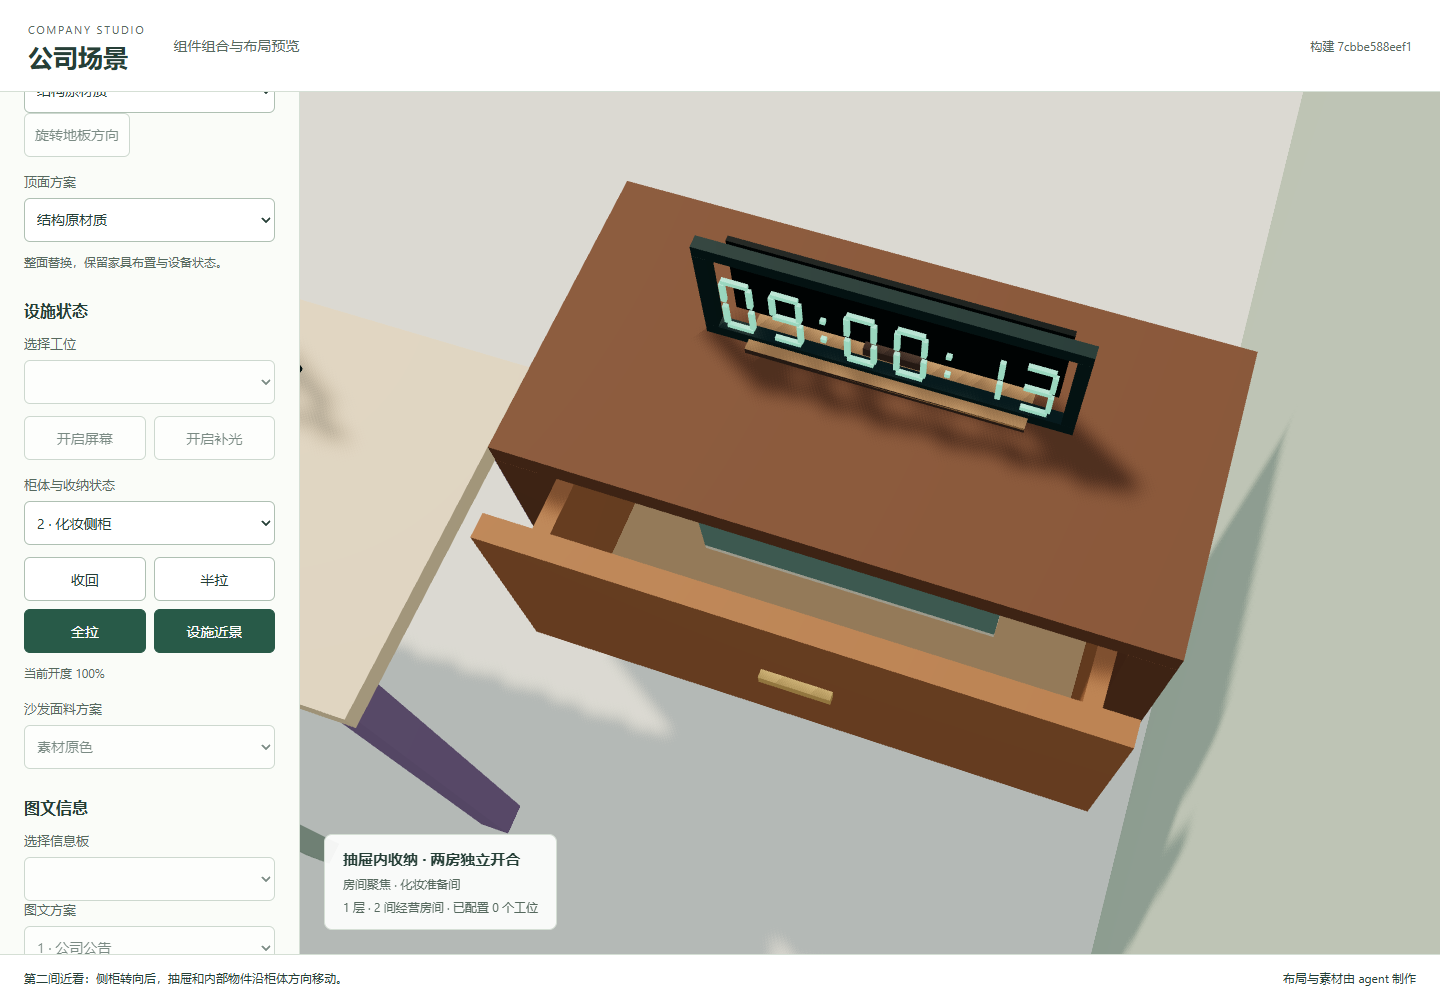 COMPANY STUDIO
公司场景
组件组合与布局预览
构建 7cbbe588eef1
结构原材质
旋转地板方向
顶面方案
结构原材质
整面替换，保留家具布置与设备状态。
设施状态
选择工位
开启屏幕
开启补光
柜体与收纳状态
2 · 化妆侧柜
收回
半拉
全拉
设施近景
当前开度 100%
沙发面料方案
素材原色
图文信息
选择信息板
图文方案
1 · 公司公告
09:00:13
抽屉内收纳 · 两房独立开合
房间聚焦 · 化妆准备间
1 层 · 2 间经营房间 · 已配置 0 个工位
第二间近看：侧柜转向后，抽屉和内部物件沿柜体方向移动。
布局与素材由 agent 制作